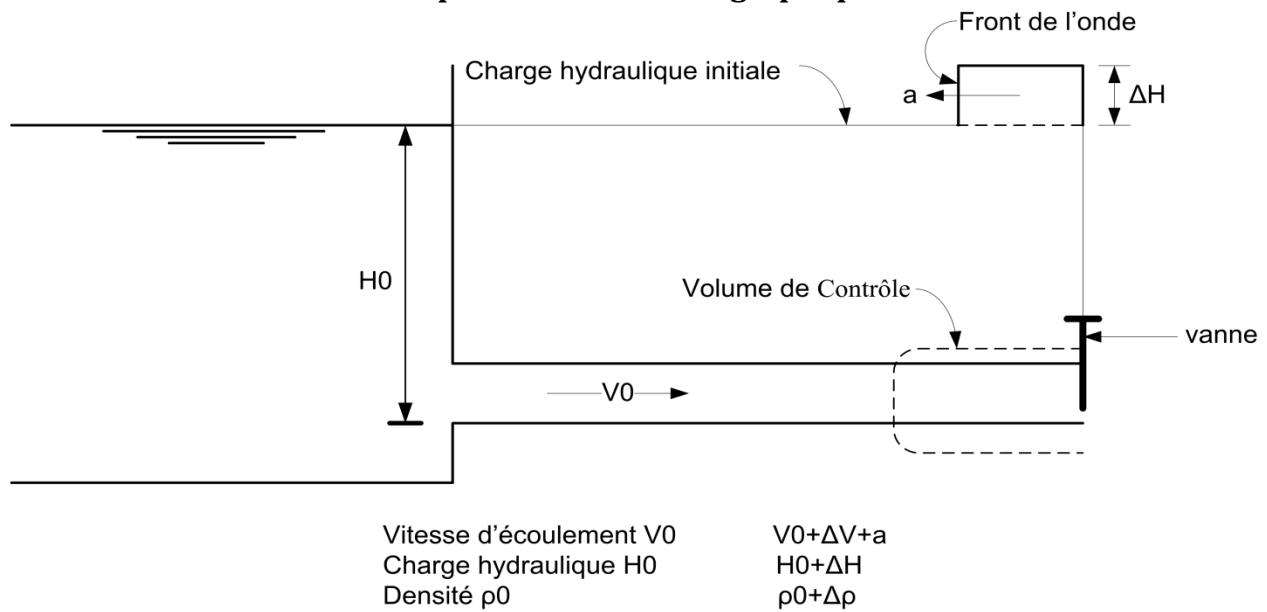 Front de l'onde
Charge hydraulique initiale
a
ΔH
H0
Volume de Contrôle
vanne
V0
Vitesse d'écoulement V0 V0+ΔV+a
Charge hydraulique H0 H0+ΔH
Densité ρ0 ρ0+Δρ